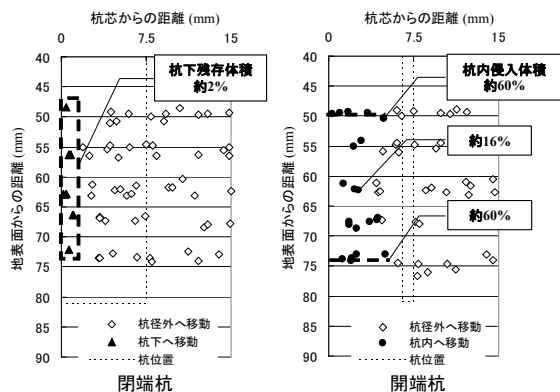 杭芯からの距離 (mm)
0
7.5
15
地表面からの距離 (mm)
40
45
50
55
60
65
70
75
80
85
90
杭下残存体積
約2%
◇ 杭径外へ移動
▲ 杭下へ移動
杭位置
閉端杭
杭芯からの距離 (mm)
0
7.5
15
地表面からの距離 (mm)
40
45
50
55
60
65
70
75
80
85
90
杭内侵入体積
約60%
約16%
約60%
◇ 杭径外へ移動
● 杭内へ移動
杭位置
開端杭